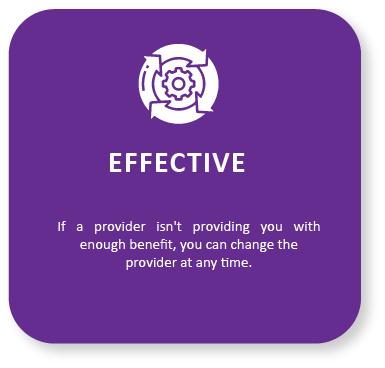 EFFECTIVE
If a provider isn't providing you with
enough benefit, you can change the
provider at any time.